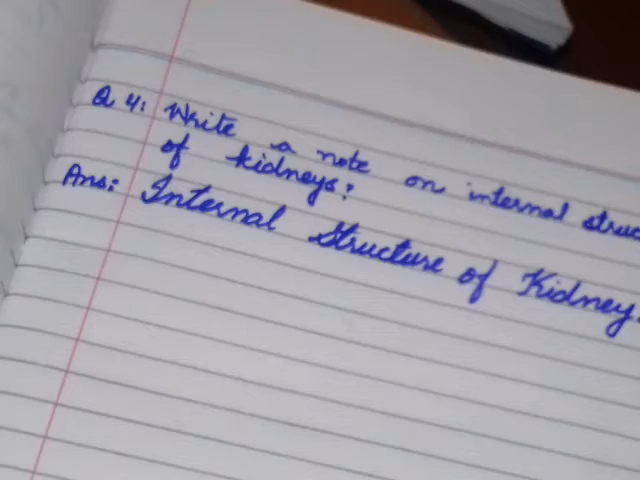 Q 4: Write a note on internal struc
of kidneys?
Ans: Internal Structure of Kidney.